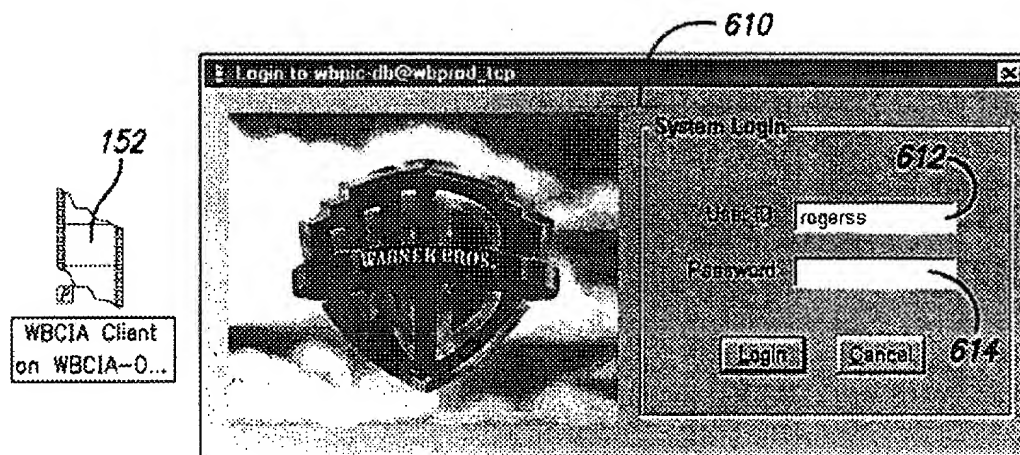 610
Login to wbpic-db@wbprod_tcp
152
System Login
612
User ID
rogerss
WARNER BROS.
Password
614
Login
Cancel
WBCIA Client
on WBCIA-O...